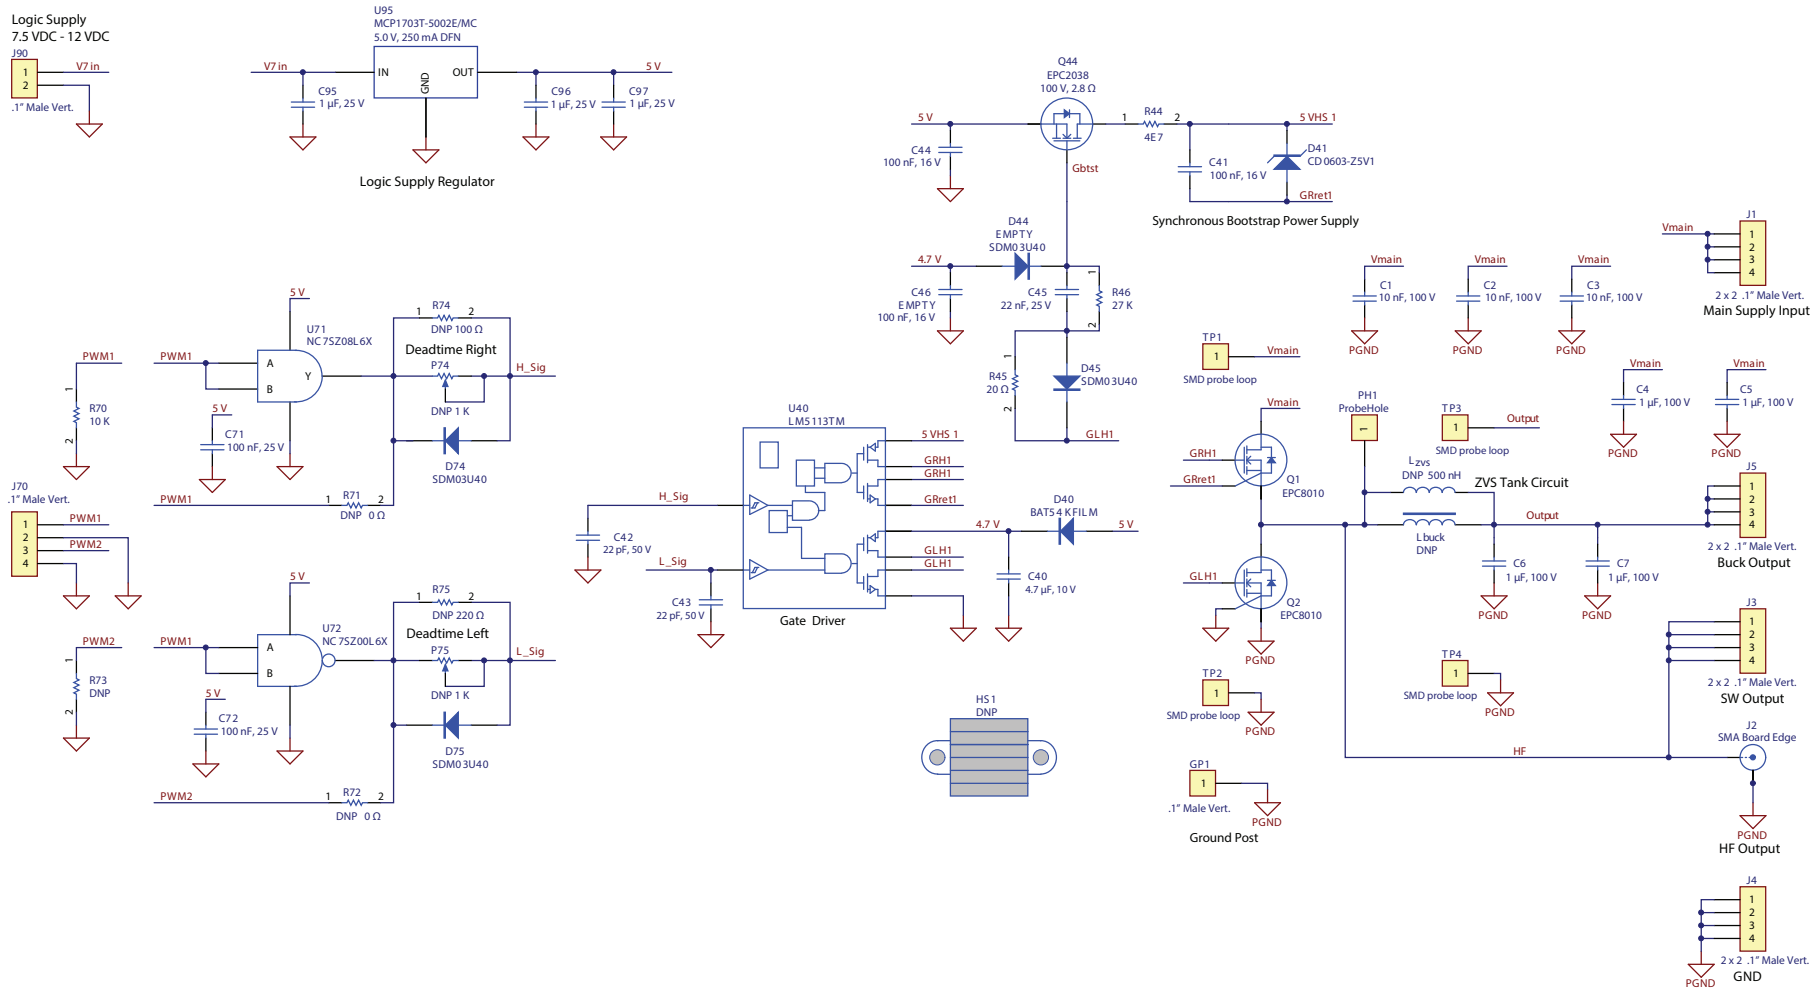 Logic Supply
7.5 VDC - 12 VDC
J90
1
2
V7 in
.1" Male Vert.
U95
MCP1703T-5002E/MC
5.0 V, 250 mA DFN
V7 in
IN
OUT
GND
5 V
C95
1 µF, 25 V
C96
1 µF, 25 V
C97
1 µF, 25 V
Logic Supply Regulator
Q44
EPC2038
100 V, 2.8 Ω
5 V
C44
100 nF, 16 V
Gbtst
1
R44
2
4E7
5 VHS 1
C41
100 nF, 16 V
D41
CD0603-Z5V1
GRret1
Synchronous Bootstrap Power Supply
D44
EMPTY
SDM03U40
4.7 V
C46
EMPTY
100 nF, 16 V
C45
22 nF, 25 V
1
R46
27 K
2
1
R45
20 Ω
2
D45
SDM03U40
GLH1
J1
Vmain
1
2
3
4
2 x 2 .1" Male Vert.
Main Supply Input
Vmain
C1
10 nF, 100 V
PGND
Vmain
C2
10 nF, 100 V
PGND
Vmain
C3
10 nF, 100 V
PGND
Vmain
C4
1 µF, 100 V
PGND
Vmain
C5
1 µF, 100 V
PGND
PWM1
1
R70
10 K
2
5 V
U71
NC7SZ08L6X
PWM1
A
B
Y
5 V
C71
100 nF, 25 V
1
R74
2
DNP 100 Ω
Deadtime Right
P74
DNP 1 K
H_Sig
D74
SDM03U40
PWM1
1
R71
2
DNP 0 Ω
J70
.1" Male Vert.
1
2
3
4
PWM1
PWM2
PWM2
1
R73
DNP
2
5 V
U72
NC7SZ00L6X
PWM1
A
B
5 V
C72
100 nF, 25 V
R75
1
2
DNP 220 Ω
Deadtime Left
P75
DNP 1 K
L_Sig
D75
SDM03U40
PWM2
1
R72
2
DNP 0 Ω
U40
LM5113TM
H_Sig
C42
22 pF, 50 V
L_Sig
C43
22 pF, 50 V
5 VHS 1
GRH1
GRH1
GRret1
4.7 V
GLH1
GLH1
Gate Driver
D40
BAT54KFILM
5 V
C40
4.7 µF, 10 V
HS1
DNP
TP1
1
Vmain
SMD probe loop
Vmain
GRH1
GRret1
Q1
EPC8010
GLH1
Q2
EPC8010
PGND
TP2
1
SMD probe loop
PGND
GP1
1
.1" Male Vert.
PGND
Ground Post
PH1
ProbeHole
1
TP3
1
Output
SMD probe loop
Lzvs
DNP 500 nH
ZVS Tank Circuit
Lbuck
DNP
Output
C6
1 µF, 100 V
PGND
C7
1 µF, 100 V
PGND
J5
1
2
3
4
2 x 2 .1" Male Vert.
Buck Output
TP4
1
SMD probe loop
PGND
J3
1
2
3
4
2 x 2 .1" Male Vert.
SW Output
HF
J2
SMA Board Edge
PGND
HF Output
J4
1
2
3
4
PGND
2 x 2 .1" Male Vert.
GND